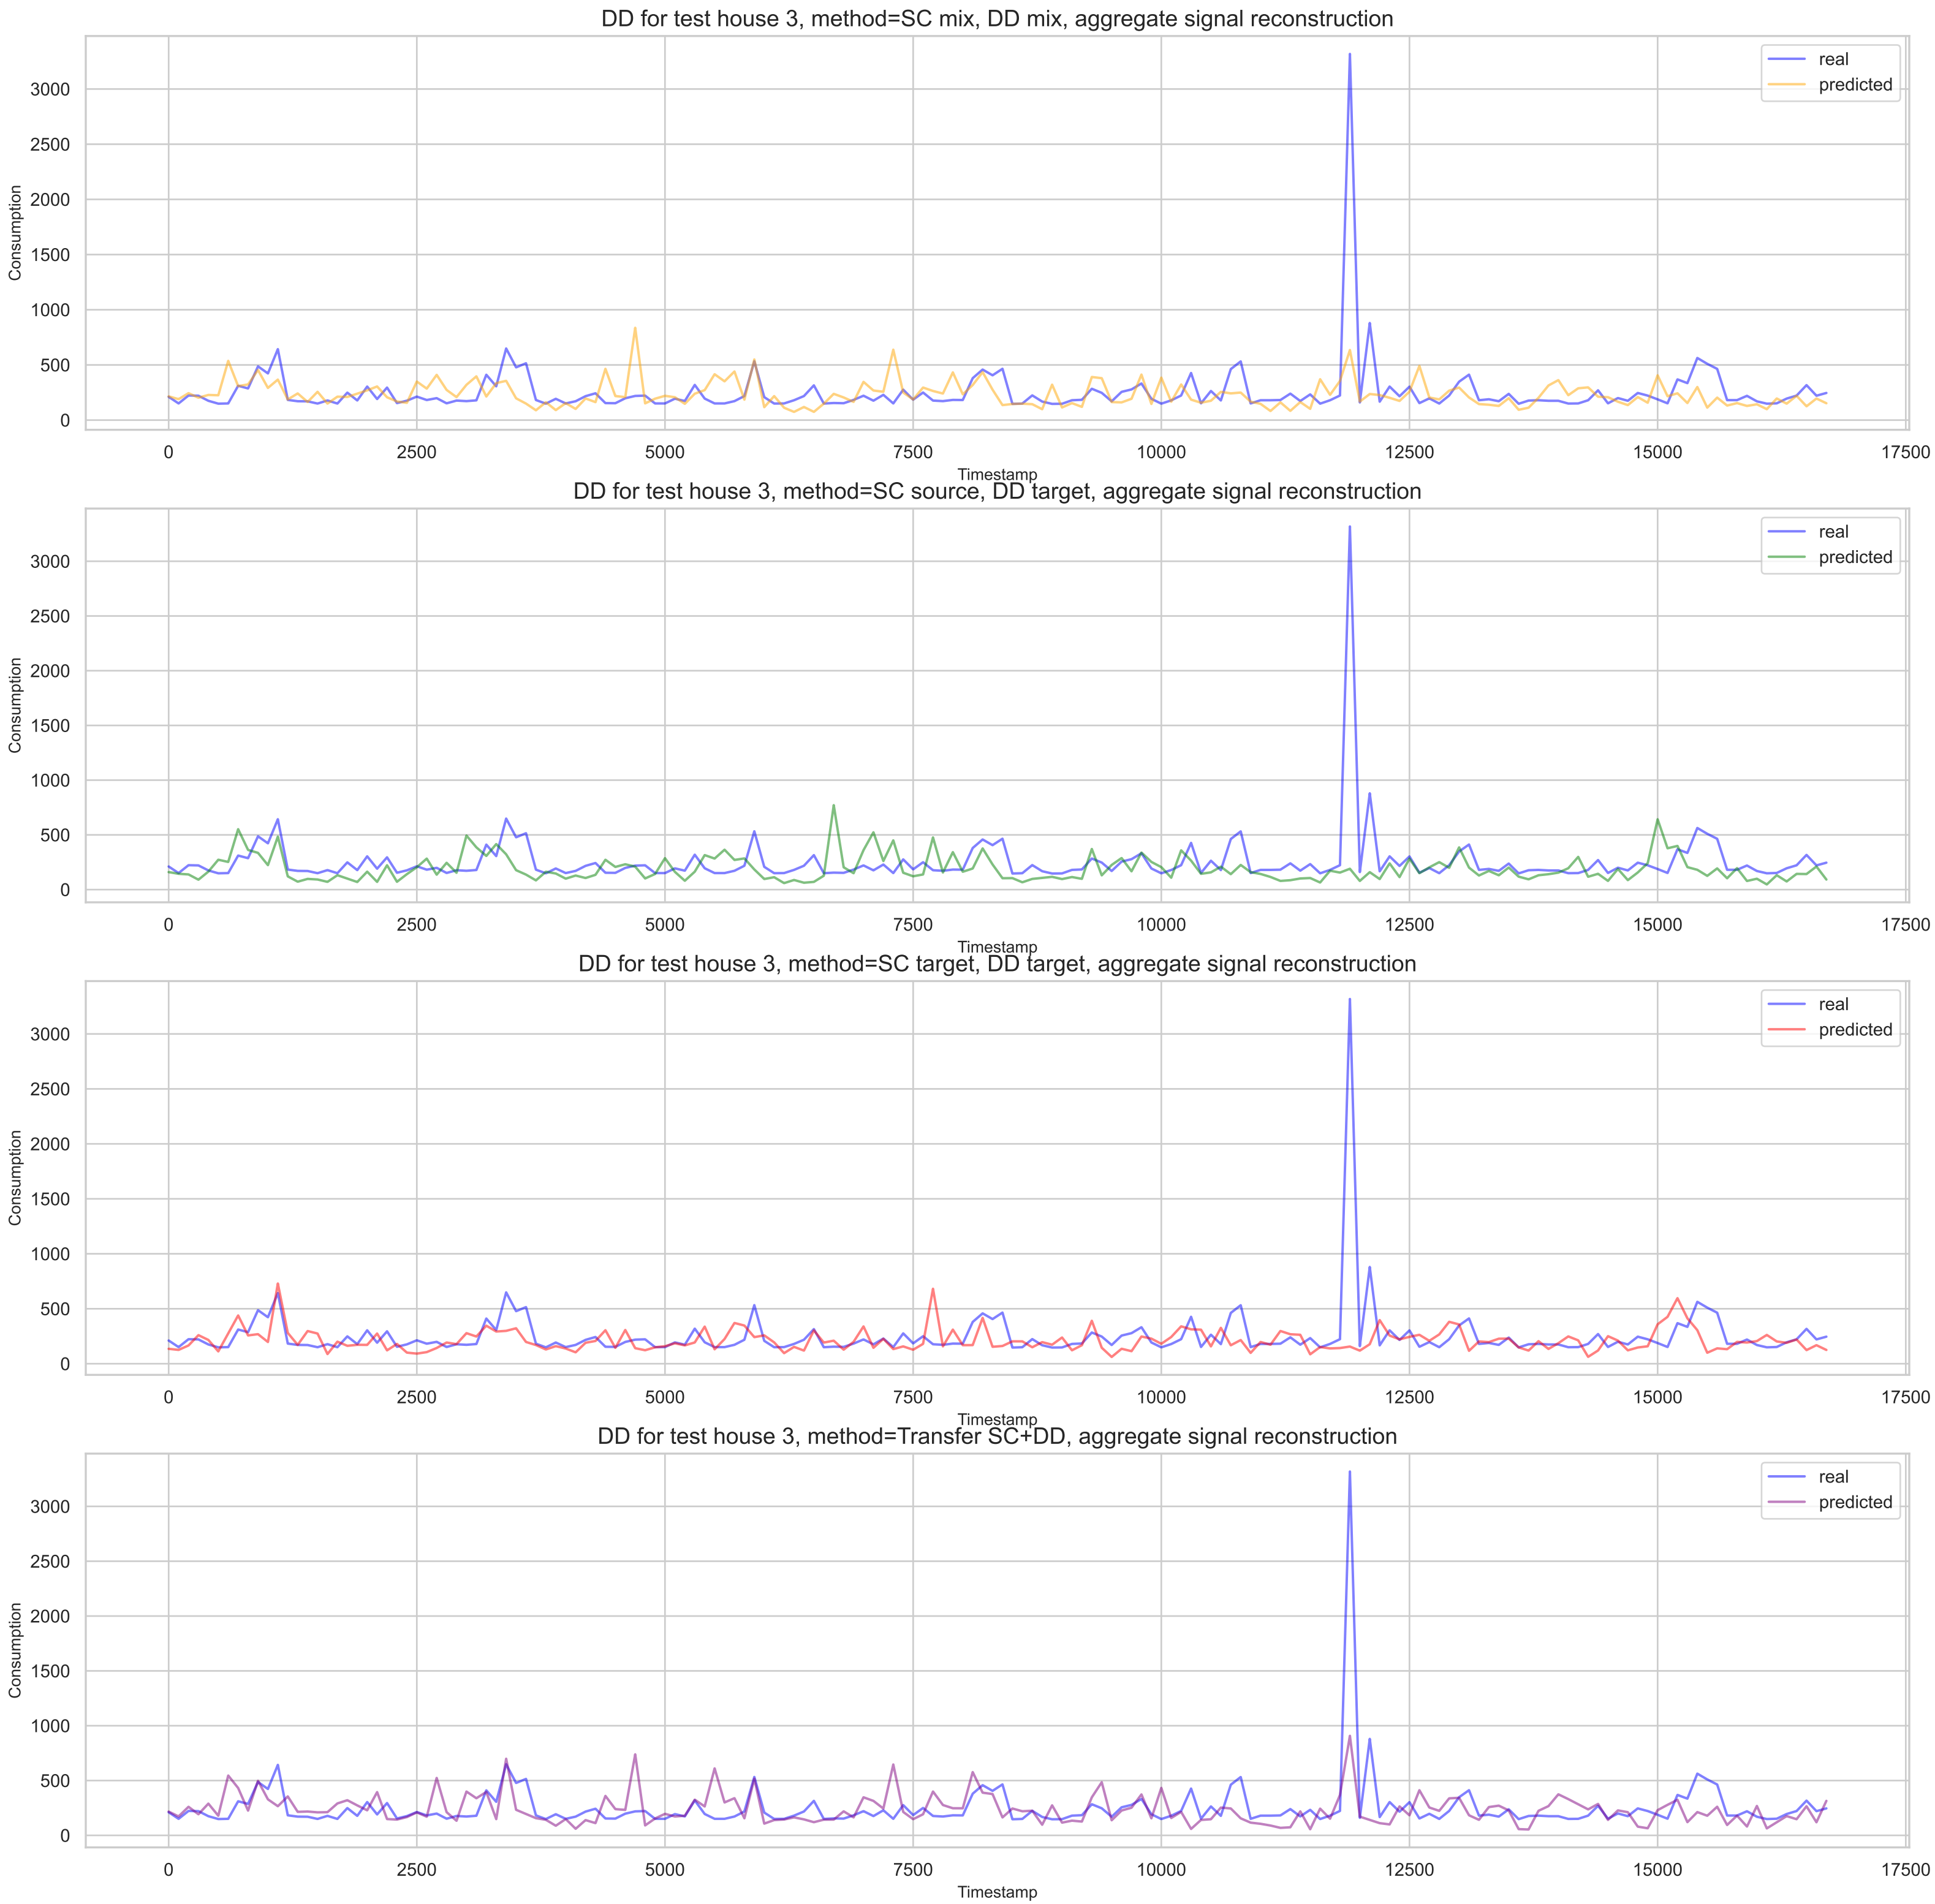 DD for test house 3, method=SC mix, DD mix, aggregate signal reconstruction
real
predicted
3000
2500
2000
1500
1000
500
0
Consumption
0 2500 5000 7500 10000 12500 15000 17500
Timestamp
DD for test house 3, method=SC source, DD target, aggregate signal reconstruction
real
predicted
3000
2500
2000
1500
1000
500
0
Consumption
0 2500 5000 7500 10000 12500 15000 17500
Timestamp
DD for test house 3, method=SC target, DD target, aggregate signal reconstruction
real
predicted
3000
2500
2000
1500
1000
500
0
Consumption
0 2500 5000 7500 10000 12500 15000 17500
Timestamp
DD for test house 3, method=Transfer SC+DD, aggregate signal reconstruction
real
predicted
3000
2500
2000
1500
1000
500
0
Consumption
0 2500 5000 7500 10000 12500 15000 17500
Timestamp